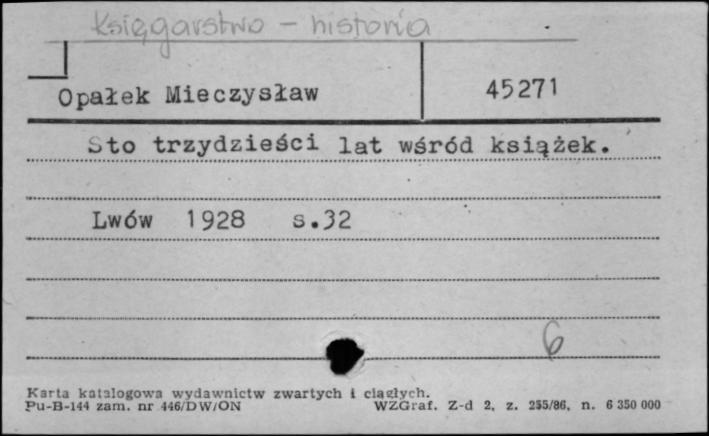 Księgarstwo – historia
Opałek Mieczysław 45271
Sto trzydzieści lat wśród książek.
Lwów 1928 s.32
6
Karta katalogowa wydawnictw zwartych i ciągłych.
Pu-B-144 zam. nr 446/DW/ON WZGraf. Z-d 2, z. 255/86, n. 6 350 000